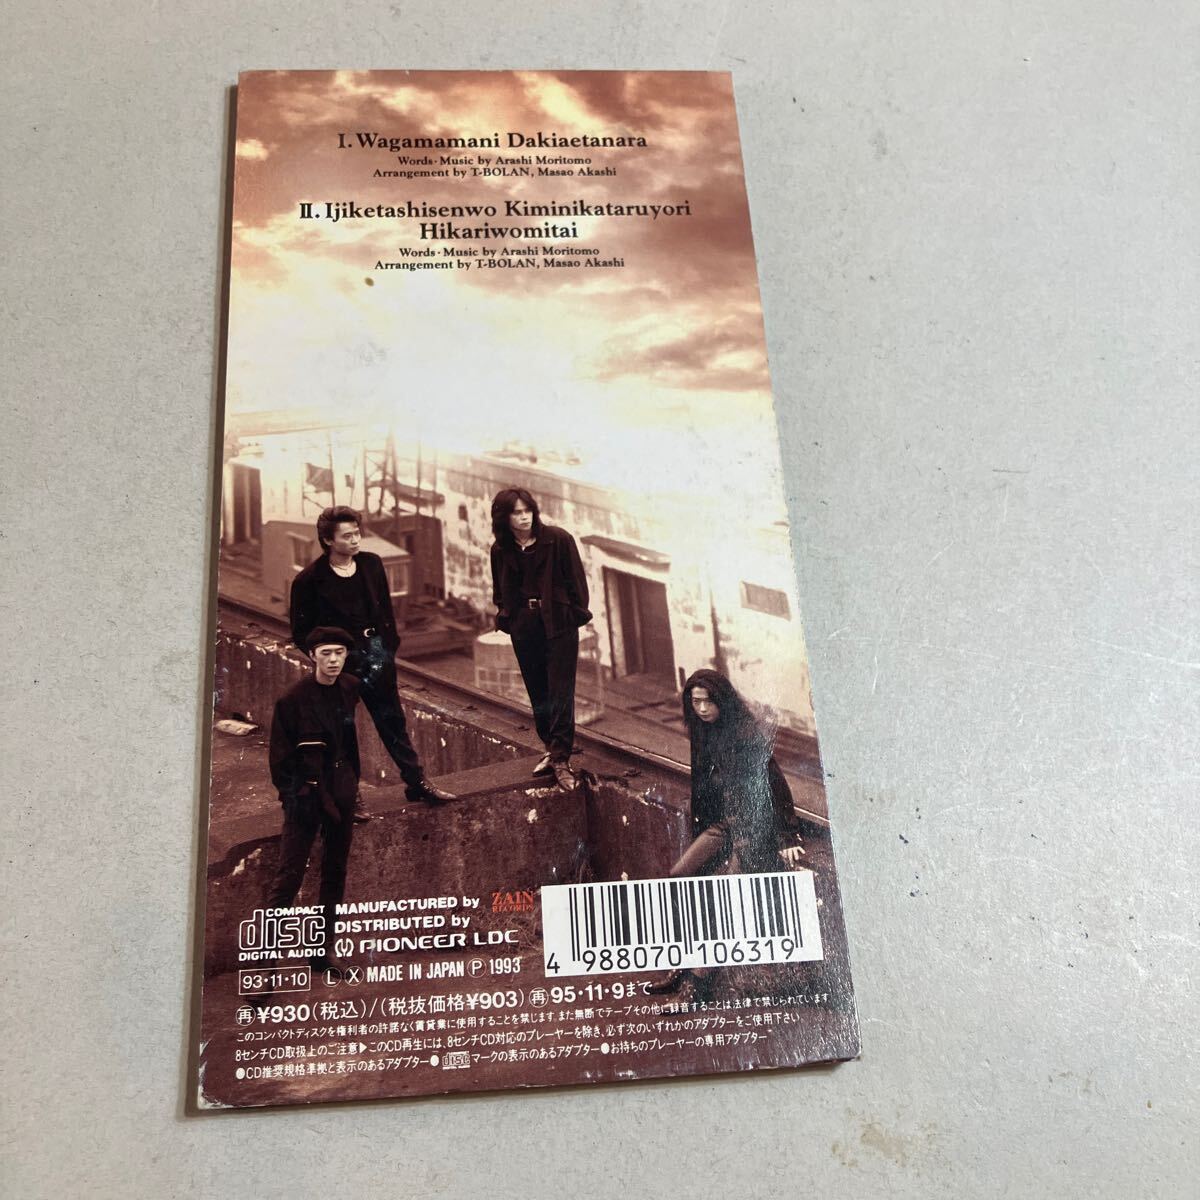 I. Wagamamani Dakiaetanara
Words・Music by Arashi Moritomo
Arrangement by T-BOLAN, Masao Akashi
II. Ijiketashisenwo Kiminikataruyori
Hikariwomitai
Words・Music by Arashi Moritomo
Arrangement by T-BOLAN, Masao Akashi
COMPACT
disc
DIGITAL AUDIO
MANUFACTURED by
ZAIN
RECORDS
DISTRIBUTED by
PIONEER LDC
4 988070 106319
93・11・10 Ⓛ Ⓧ MADE IN JAPAN Ⓟ 1993
㊢¥930(税込)/(税抜価格¥903) ㊢95・11・9まで
このコンパクトディスクを権利者の許諾なく賃貸業に使用することを禁じます。また無断でテープその他に録音することは法律で禁じられています
8センチCD取扱上のご注意▶このCD再生には、8センチCD対応のプレーヤーを除き、必ず次のいずれかのアダプターをご使用下さい。
●CD推奨規格準拠と表示のあるアダプター●disc マークの表示のあるアダプター●お持ちのプレーヤーの専用アダプター